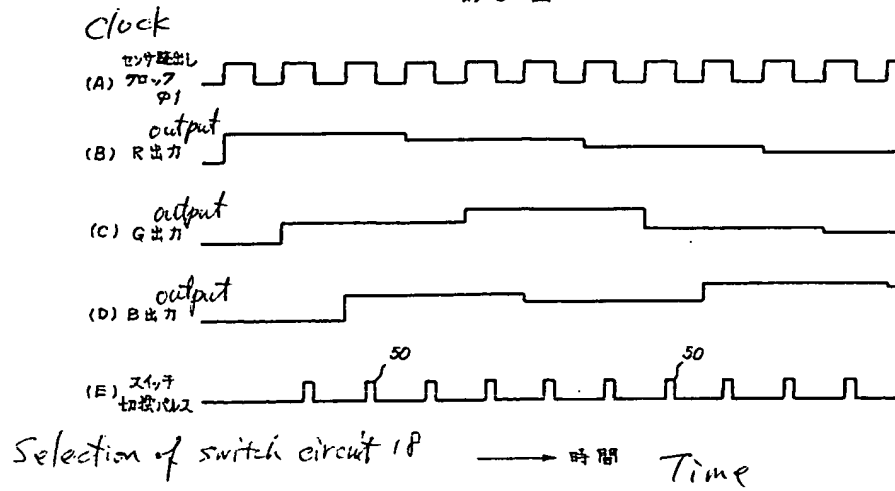 Clock
センサ読出し
(A) クロック
φ1
output
(B) R出力
output
(C) G出力
output
(D) B出力
50 50
(E) スイッチ
切換パルス
Selection of switch circuit 18 → 時間 Time